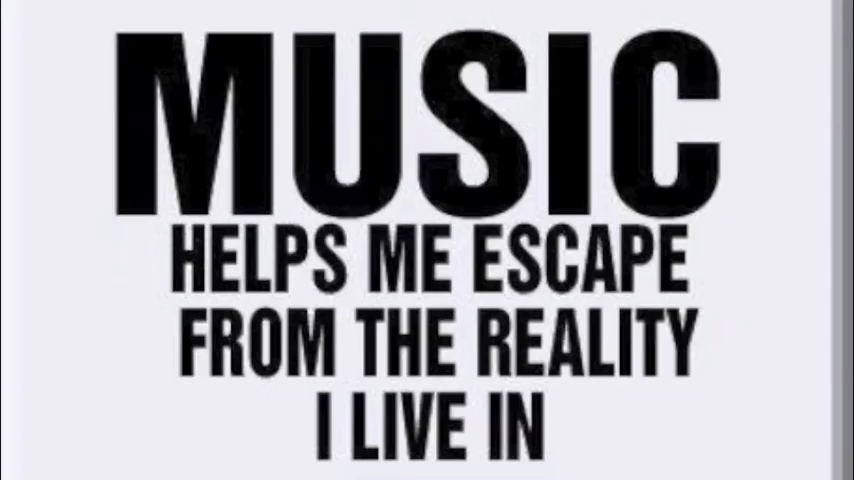 MUSIC
HELPS ME ESCAPE
FROM THE REALITY
I LIVE IN